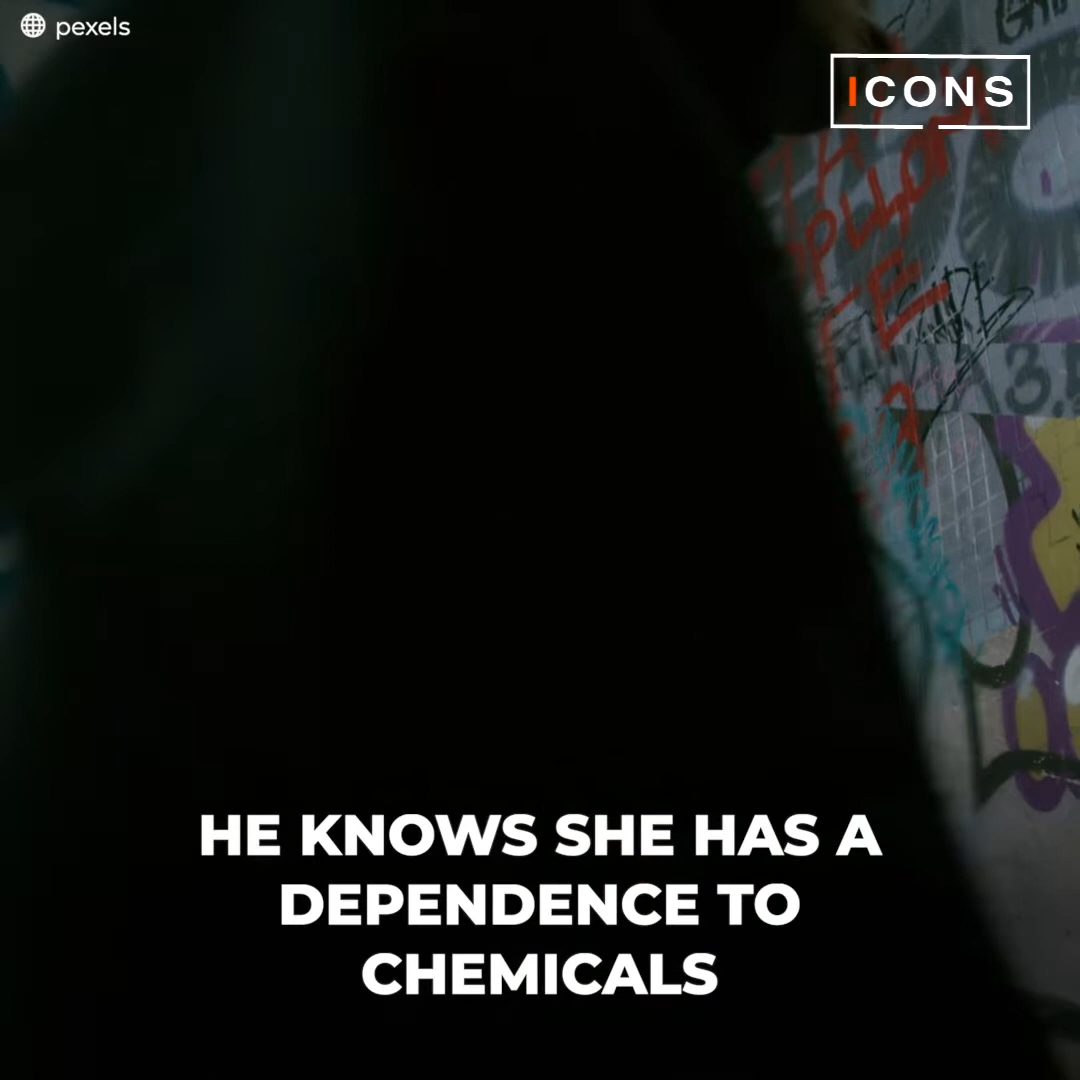 pexels
ICONS
HE KNOWS SHE HAS A
DEPENDENCE TO
CHEMICALS